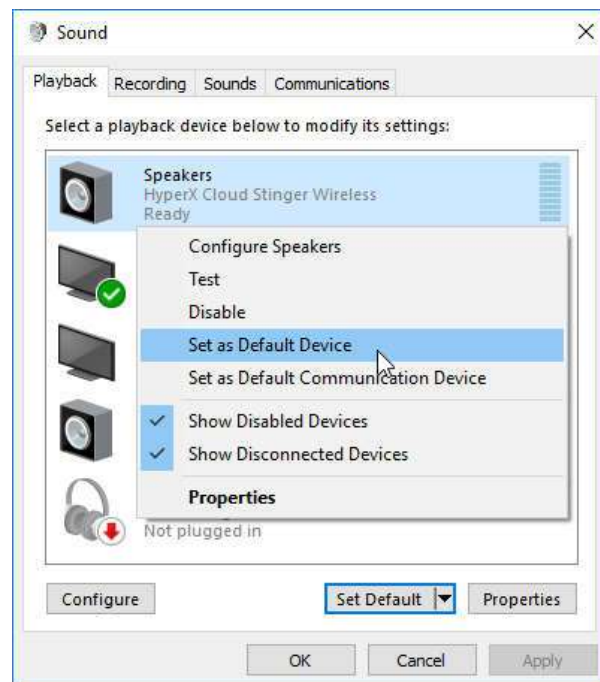 Sound
Playback Recording Sounds Communications
Select a playback device below to modify its settings:
Speakers
HyperX Cloud Stinger Wireless
Ready
Configure Speakers
Test
Disable
Set as Default Device
Set as Default Communication Device
Show Disabled Devices
Show Disconnected Devices
Properties
Not plugged in
Configure Set Default Properties
OK Cancel Apply